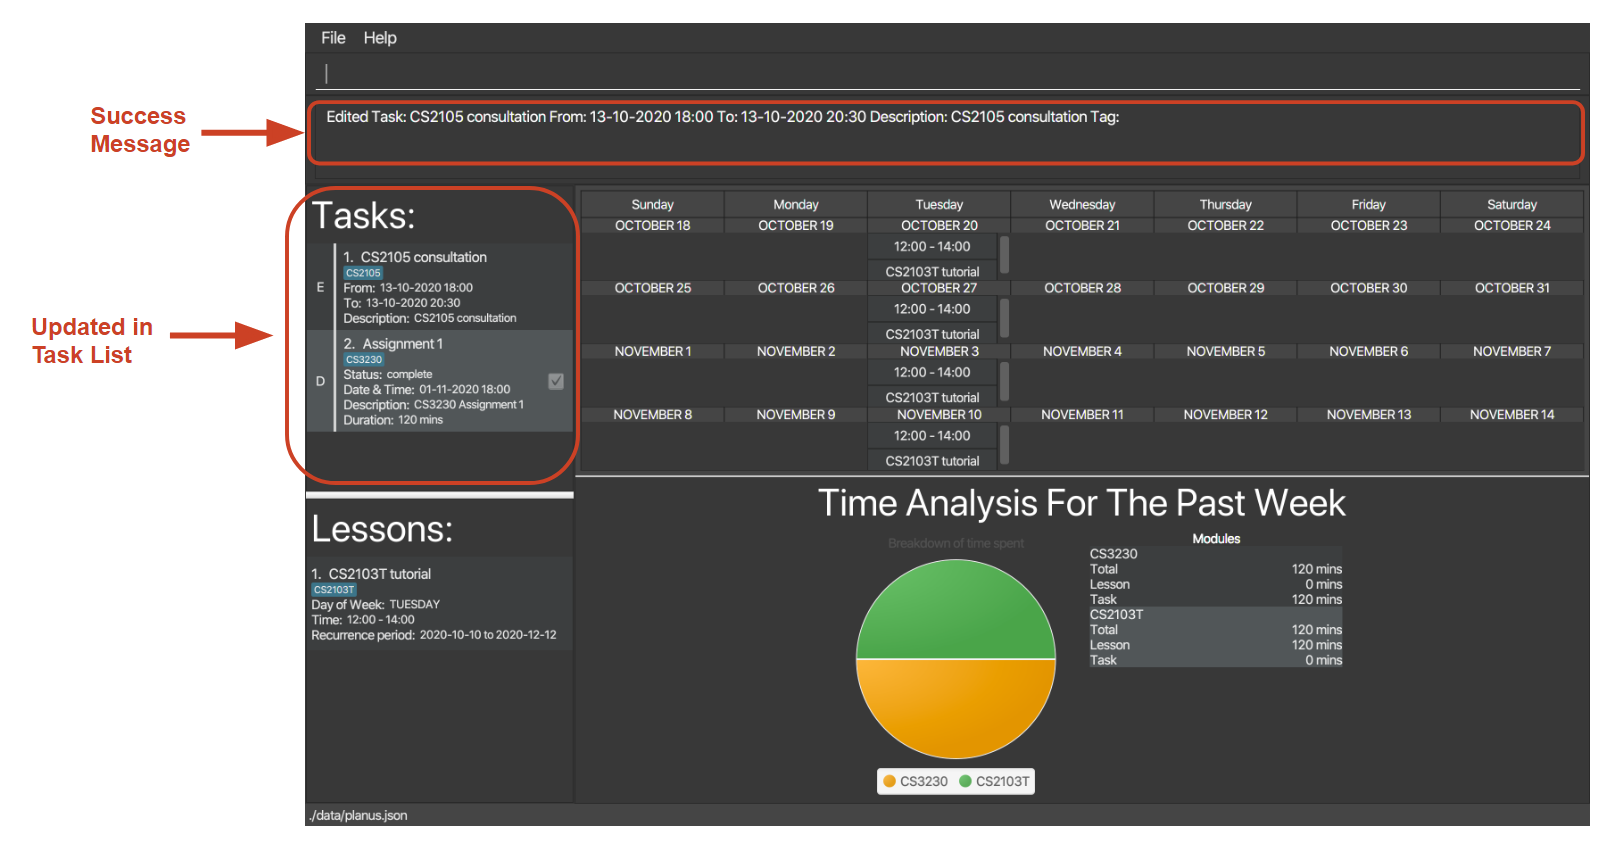 File Help
Success
Message
Edited Task: CS2105 consultation From: 13-10-2020 18:00 To: 13-10-2020 20:30 Description: CS2105 consultation Tag:
Tasks:
1. CS2105 consultation
CS2105
E
From: 13-10-2020 18:00
To: 13-10-2020 20:30
Description: CS2105 consultation
Updated in
Task List
2. Assignment 1
CS3230
Status: complete
D
Date & Time: 01-11-2020 18:00
Description: CS3230 Assignment 1
Duration: 120 mins
Sunday Monday Tuesday Wednesday Thursday Friday Saturday
OCTOBER 18 OCTOBER 19 OCTOBER 20 OCTOBER 21 OCTOBER 22 OCTOBER 23 OCTOBER 24
12:00 - 14:00
CS2103T tutorial
OCTOBER 25 OCTOBER 26 OCTOBER 27 OCTOBER 28 OCTOBER 29 OCTOBER 30 OCTOBER 31
12:00 - 14:00
CS2103T tutorial
NOVEMBER 1 NOVEMBER 2 NOVEMBER 3 NOVEMBER 4 NOVEMBER 5 NOVEMBER 6 NOVEMBER 7
12:00 - 14:00
CS2103T tutorial
NOVEMBER 8 NOVEMBER 9 NOVEMBER 10 NOVEMBER 11 NOVEMBER 12 NOVEMBER 13 NOVEMBER 14
12:00 - 14:00
CS2103T tutorial
Lessons:
1. CS2103T tutorial
CS2103T
Day of Week: TUESDAY
Time: 12:00 - 14:00
Recurrence period: 2020-10-10 to 2020-12-12
Time Analysis For The Past Week
Breakdown of time spent
CS3230 CS2103T
Modules
CS3230
Total 120 mins
Lesson 0 mins
Task 120 mins
CS2103T
Total 120 mins
Lesson 120 mins
Task 0 mins
./data/planus.json